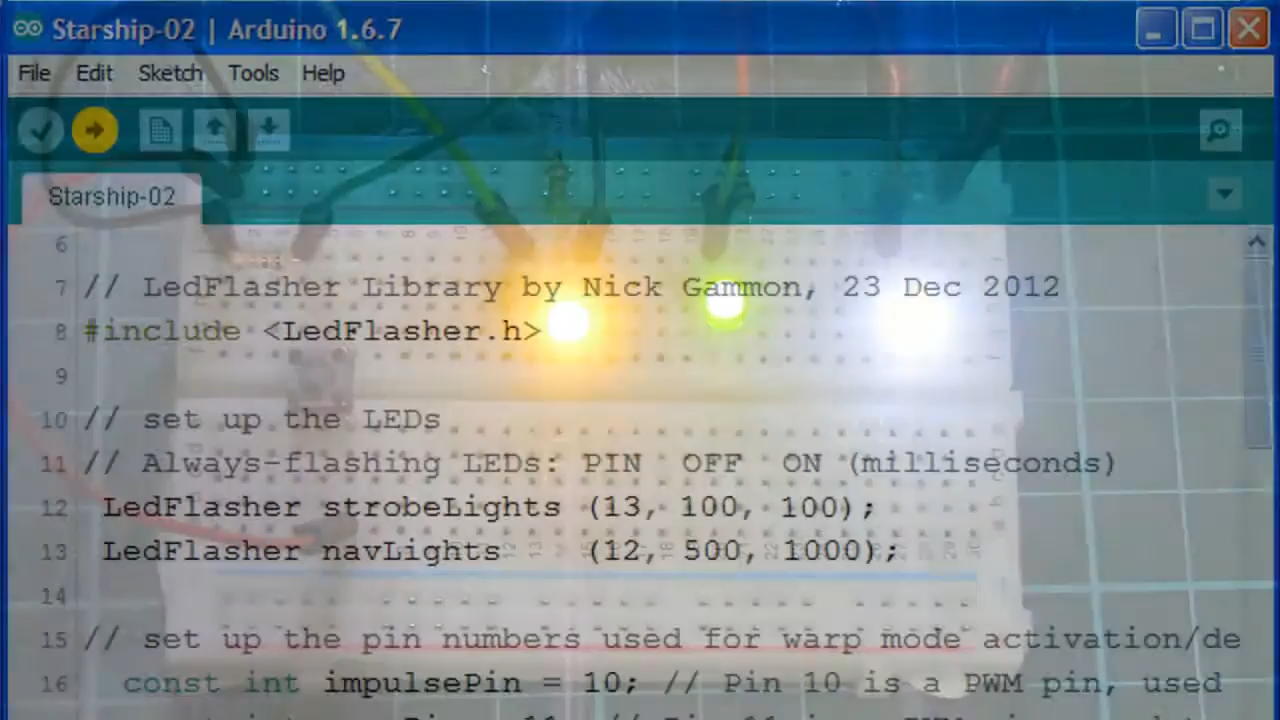 Starship-02 | Arduino 1.6.7
File Edit Sketch Tools Help
Starship-02
6
7 // LedFlasher Library by Nick Gammon, 23 Dec 2012
8 #include <LedFlasher.h>
9
10 // set up the LEDs
11 // Always-flashing LEDs: PIN OFF ON (milliseconds)
12 LedFlasher strobeLights (13, 100, 100);
13 LedFlasher navLights (12, 500, 1000);
14
15 // set up the pin numbers used for warp mode activation/de
16 const int impulsePin = 10; // Pin 10 is a PWM pin, used